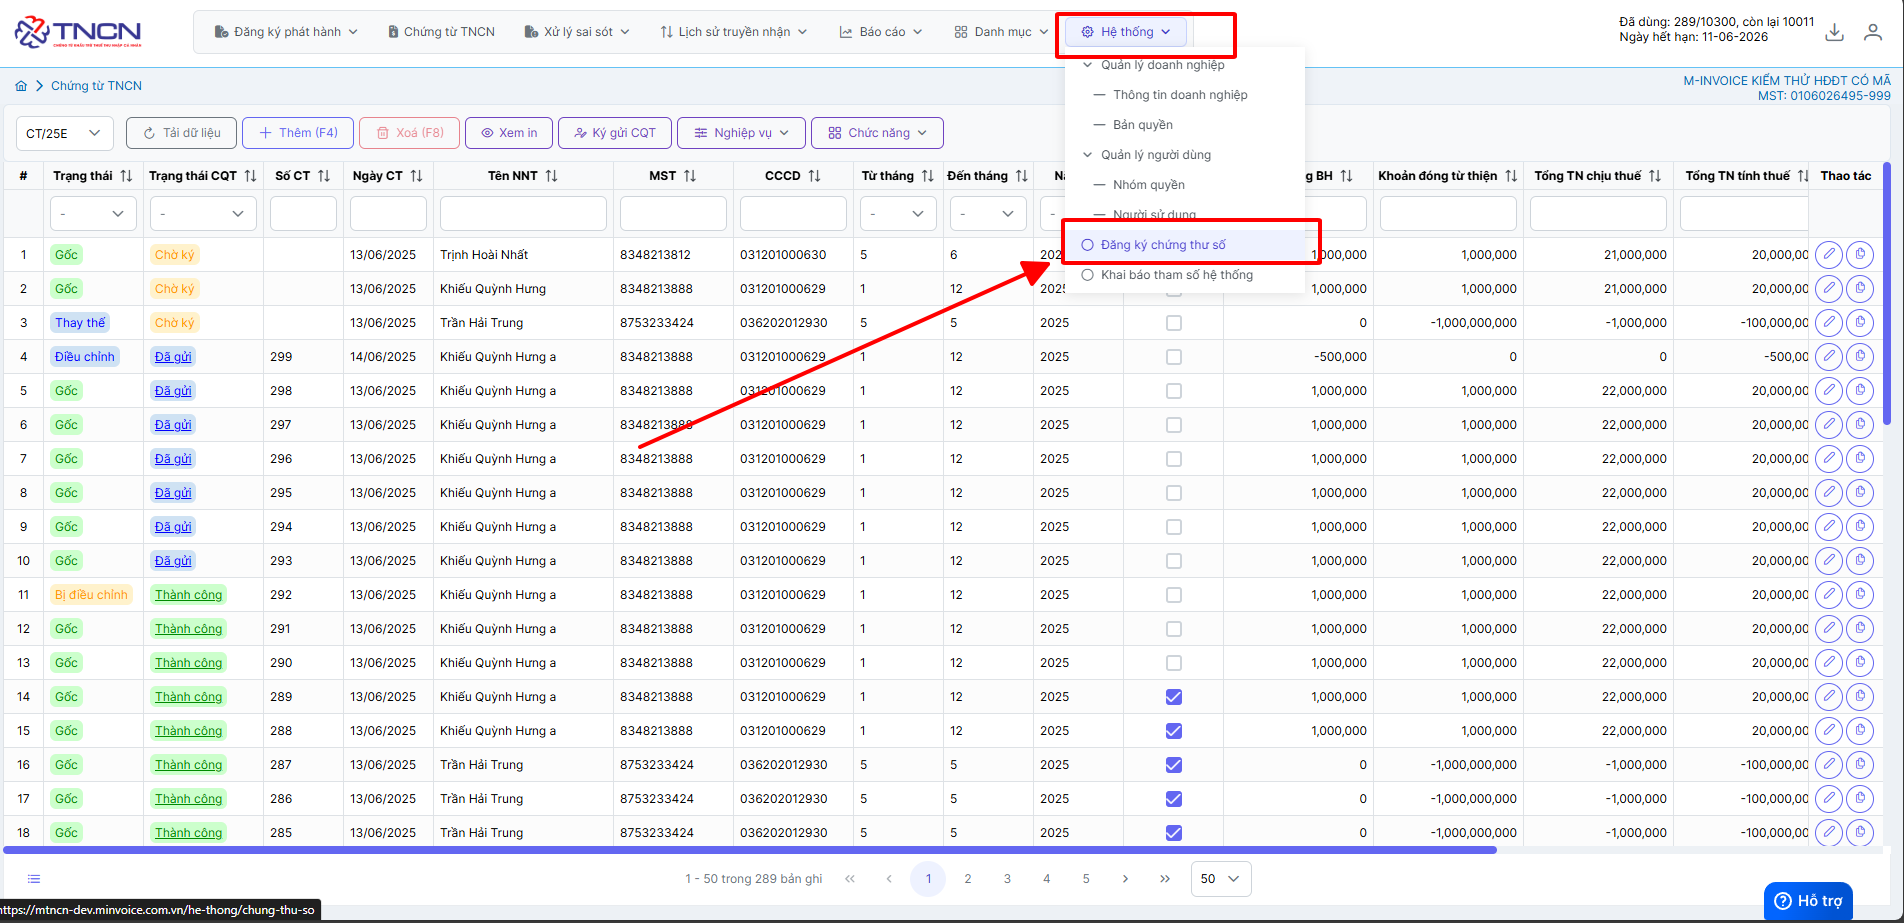 TNCN
Đăng ký phát hành
Chứng từ TNCN
Xử lý sai sót
Lịch sử truyền nhận
Báo cáo
Danh mục
Hệ thống
Đã dùng: 289/10300, còn lại 10011
Ngày hết hạn: 11-06-2026
Quản lý doanh nghiệp
Thông tin doanh nghiệp
Bản quyền
Quản lý người dùng
Nhóm quyền
Người sử dụng
Đăng ký chứng thư số
Khai báo tham số hệ thống
Chứng từ TNCN
M-INVOICE KIỂM THỬ HĐĐT CÓ MÃ
MST: 0106026495-999
CT/25E
Tải dữ liệu
Thêm (F4)
Xoá (F8)
Xem in
Ký gửi CQT
Nghiệp vụ
Chức năng
# Trạng thái Trạng thái CQT Số CT Ngày CT Tên NNT MST CCCD Từ tháng Đến tháng BH Khoản đóng từ thiện Tổng TN chịu thuế Tổng TN tính thuế Thao tác
- - - - -
1 Gốc Chờ ký 13/06/2025 Trịnh Hoài Nhất 8348213812 031201000630 5 6 000,000 1,000,000 21,000,000 20,000,00
2 Gốc Chờ ký 13/06/2025 Khiếu Quỳnh Hưng 8348213888 031201000629 1 12 2025 1,000,000 1,000,000 21,000,000 20,000,00
3 Thay thế Chờ ký 13/06/2025 Trần Hải Trung 8753233424 036202012930 5 5 2025 0 -1,000,000,000 -1,000,000 -100,000,00
4 Điều chỉnh Đã gửi 299 14/06/2025 Khiếu Quỳnh Hưng a 8348213888 031201000629 1 12 2025 -500,000 0 0 -500,00
5 Gốc Đã gửi 298 13/06/2025 Khiếu Quỳnh Hưng a 8348213888 031201000629 1 12 2025 1,000,000 1,000,000 22,000,000 20,000,00
6 Gốc Đã gửi 297 13/06/2025 Khiếu Quỳnh Hưng a 8348213888 031201000629 1 12 2025 1,000,000 1,000,000 22,000,000 20,000,00
7 Gốc Đã gửi 296 13/06/2025 Khiếu Quỳnh Hưng a 8348213888 031201000629 1 12 2025 1,000,000 1,000,000 22,000,000 20,000,00
8 Gốc Đã gửi 295 13/06/2025 Khiếu Quỳnh Hưng a 8348213888 031201000629 1 12 2025 1,000,000 1,000,000 22,000,000 20,000,00
9 Gốc Đã gửi 294 13/06/2025 Khiếu Quỳnh Hưng a 8348213888 031201000629 1 12 2025 1,000,000 1,000,000 22,000,000 20,000,00
10 Gốc Đã gửi 293 13/06/2025 Khiếu Quỳnh Hưng a 8348213888 031201000629 1 12 2025 1,000,000 1,000,000 22,000,000 20,000,00
11 Bị điều chỉnh Thành công 292 13/06/2025 Khiếu Quỳnh Hưng a 8348213888 031201000629 1 12 2025 1,000,000 1,000,000 22,000,000 20,000,00
12 Gốc Thành công 291 13/06/2025 Khiếu Quỳnh Hưng a 8348213888 031201000629 1 12 2025 1,000,000 1,000,000 22,000,000 20,000,00
13 Gốc Thành công 290 13/06/2025 Khiếu Quỳnh Hưng a 8348213888 031201000629 1 12 2025 1,000,000 1,000,000 22,000,000 20,000,00
14 Gốc Thành công 289 13/06/2025 Khiếu Quỳnh Hưng a 8348213888 031201000629 1 12 2025 1,000,000 1,000,000 22,000,000 20,000,00
15 Gốc Thành công 288 13/06/2025 Khiếu Quỳnh Hưng a 8348213888 031201000629 1 12 2025 1,000,000 1,000,000 22,000,000 20,000,00
16 Gốc Thành công 287 13/06/2025 Trần Hải Trung 8753233424 036202012930 5 5 2025 0 -1,000,000,000 -1,000,000 -100,000,00
17 Gốc Thành công 286 13/06/2025 Trần Hải Trung 8753233424 036202012930 5 5 2025 0 -1,000,000,000 -1,000,000 -100,000,00
18 Gốc Thành công 285 13/06/2025 Trần Hải Trung 8753233424 036202012930 5 5 2025 0 -1,000,000,000 -1,000,000 -100,000,00
1 - 50 trong 289 bản ghi « ‹ 1 2 3 4 5 › » 50
Hỗ trợ
https://mtncn-dev.minvoice.com.vn/he-thong/chung-thu-so